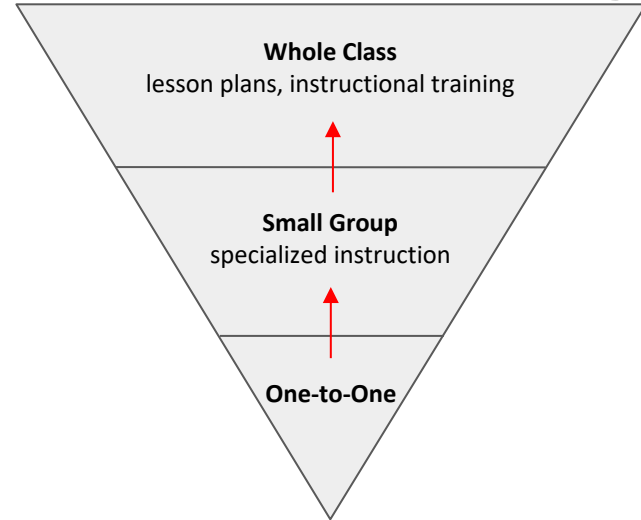 Whole Class
lesson plans, instructional training
Small Group
specialized instruction
One-to-One